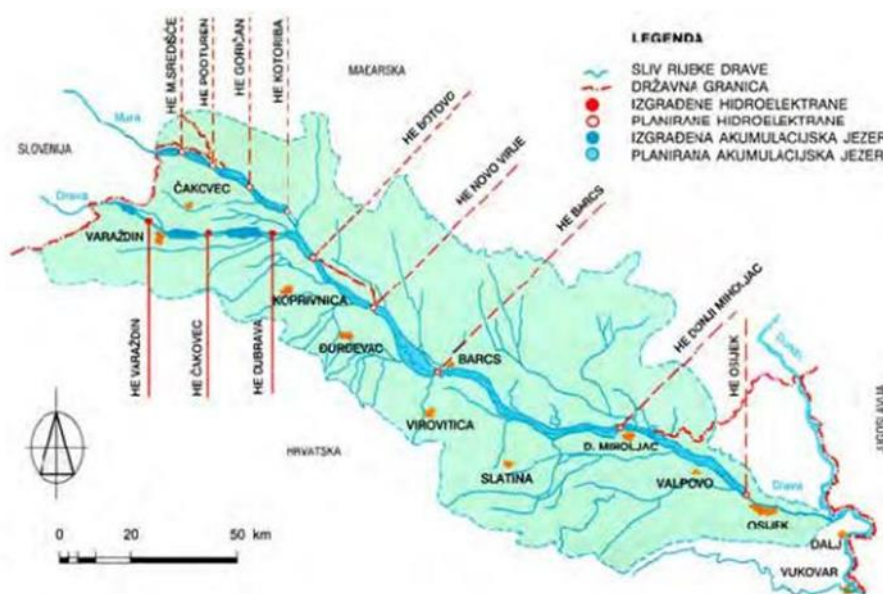 HE M.SREDIŠĆE
HE PODTUREN
HE GORIČAN
HE KOTORIBA
MAĐARSKA
LEGENDA
SLIV RIJEKE DRAVE
DRŽAVNA GRANICA
IZGRAĐENE HIDROELEKTRANE
PLANIRANE HIDROELEKTRANE
IZGRAĐENA AKUMULACIJSKA JEZER
PLANIRANA AKUMULACIJSKA JEZER
HE BOTOVO
HE NOVO VIRJE
HE BARCS
HE DONJI MIHOLJAC
HE OSIJEK
SLOVENIJA
Mura
ČAKOVEC
Drava
VARAŽDIN
KOPRIVNICA
ĐURĐEVAC
BARCS
VIROVITICA
HE VARAŽDIN
HE ČAKOVEC
HE DUBRAVA
HRVATSKA
D. MIHOLJAC
SLATINA
VALPOVO
Drava
OSIJEK
DALJ
VUKOVAR
0 20 50 km